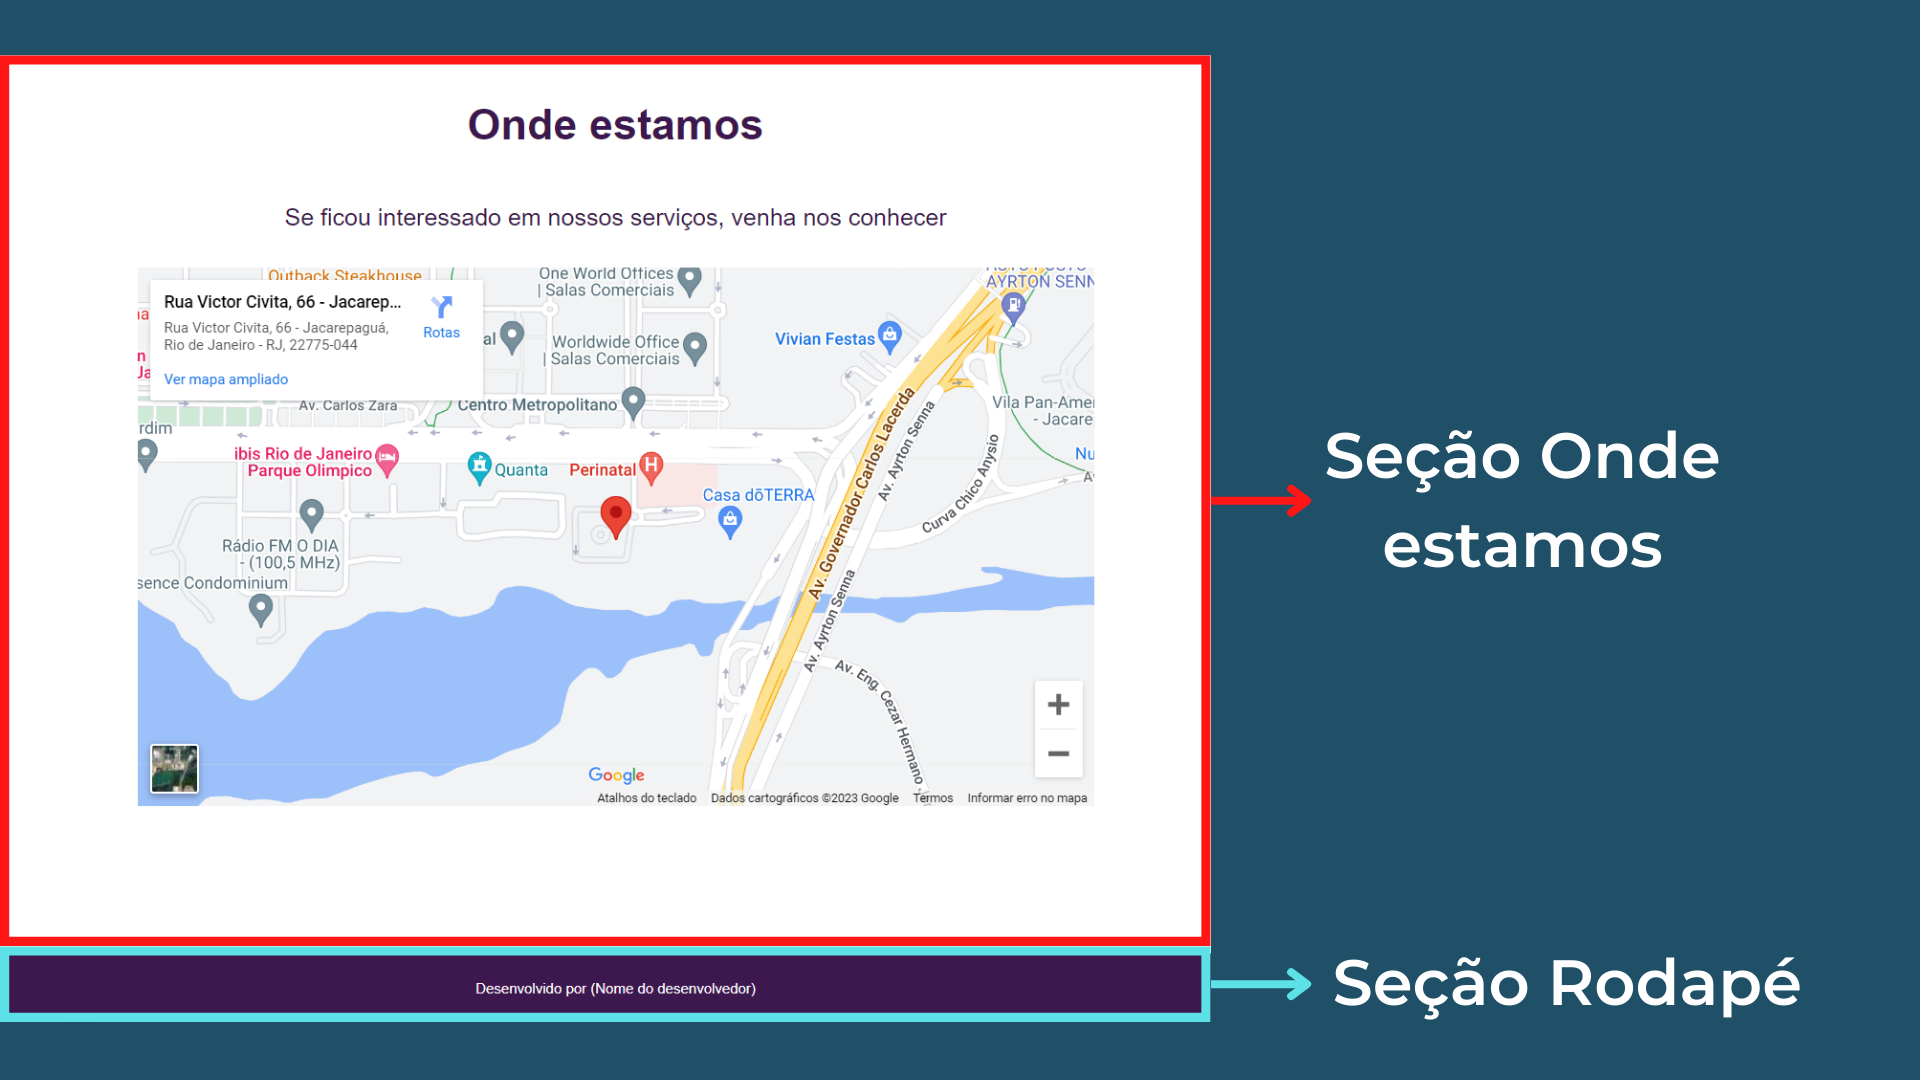 Onde estamos
Se ficou interessado em nossos serviços, venha nos conhecer
Outback Steakhouse
One World Offices
| Salas Comerciais
AYRTON SENN
Rua Victor Civita, 66 - Jacarep...
Rua Victor Civita, 66 - Jacarepaguá,
Rio de Janeiro - RJ, 22775-044
Rotas
Ver mapa ampliado
al
Worldwide Office
| Salas Comerciais
Vivian Festas
Av. Carlos Zara
Centro Metropolitano
Vila Pan-Amer
- Jacare
rdim
ibis Rio de Janeiro
Parque Olimpico
Quanta
Perinatal
Casa dōTERRA
Nu
Av. Governador Carlos Lacerda
Av. Ayrton Senna
Curva Chico Anysio
Rádio FM O DIA
- (100,5 MHz)
sence Condominium
Av. Ayrton Senna
Av. Eng. Cezar Hermano
Google
Atalhos do teclado
Dados cartográficos ©2023 Google
Termos
Informar erro no mapa
Seção Onde
estamos
Desenvolvido por (Nome do desenvolvedor)
Seção Rodapé